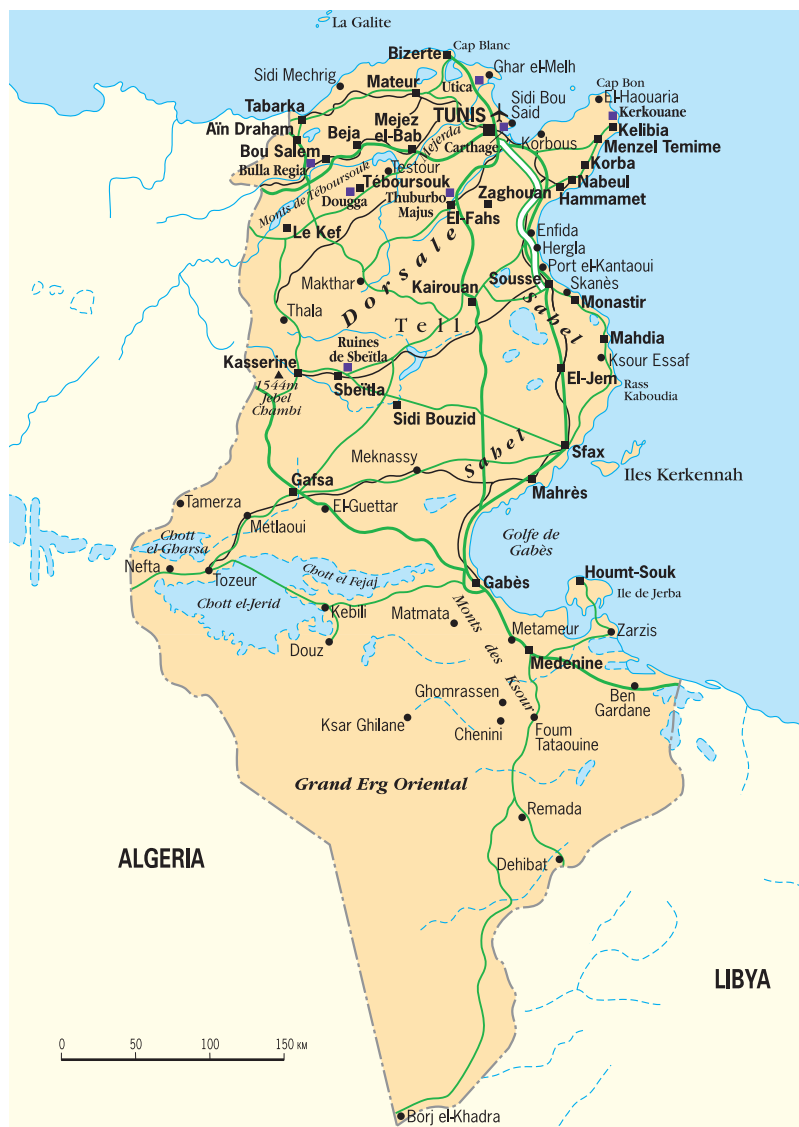 La Galite
Bizerte
Cap Blanc
Ghar el-Melh
Sidi Mechrig
Mateur
Utica
Cap Bon
El-Haouaria
Tabarka
TUNIS
Sidi Bou
Said
Kerkouane
Aïn Draham
Beja
Mejez
el-Bab
Mejerda
Carthage
Korbous
Kelibia
Menzel Temime
Bou Salem
Bulla Regia
Testour
Korba
Monts de Téboursouk
Téboursouk
Dougga
Thuburbo
Majus
Zaghouan
Nabeul
Hammamet
El-Fahs
Le Kef
Enfida
Hergla
Port el-Kantaoui
Dorsale
Makthar
Kairouan
Sousse
Skanès
Monastir
Thala
Tell
Sahel
Mahdia
Ruines
de Sbeïtla
Kasserine
Ksour Essaf
1544m
Jebel
Chambi
Sbeïtla
El-Jem
Rass
Kaboudia
Sidi Bouzid
Sfax
Meknassy
Sahel
Iles Kerkennah
Gafsa
Mahrès
Tamerza
El-Guettar
Metlaoui
Chott
el-Gharsa
Golfe de
Gabès
Nefta
Tozeur
Chott el Fejaj
Gabès
Houmt-Souk
Ile de Jerba
Chott el-Jerid
Kebili
Matmata
Monts des Ksour
Metameur
Zarzis
Douz
Medenine
Ghomrassen
Ben
Gardane
Ksar Ghilane
Chenini
Foum
Tataouine
Grand Erg Oriental
Remada
ALGERIA
Dehibat
LIBYA
0 50 100 150 KM
Borj el-Khadra